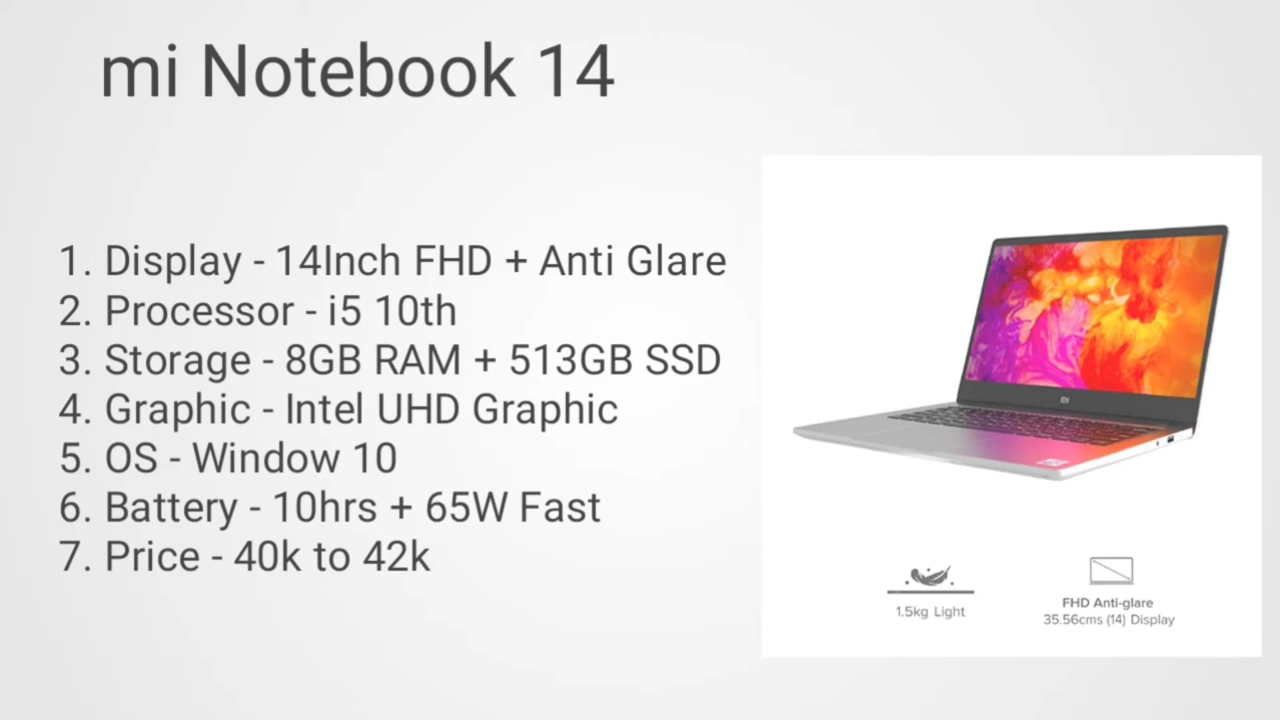 mi Notebook 14
1. Display - 14Inch FHD + Anti Glare
2. Processor - i5 10th
3. Storage - 8GB RAM + 513GB SSD
4. Graphic - Intel UHD Graphic
5. OS - Window 10
6. Battery - 10hrs + 65W Fast
7. Price - 40k to 42k
mi
1.5kg Light
FHD Anti-glare
35.56cms (14) Display